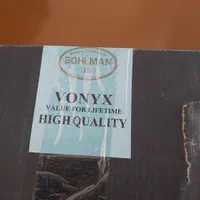 BOHEMAN
VONYX
VALUE FOR LIFETIME
HIGH QUALITY